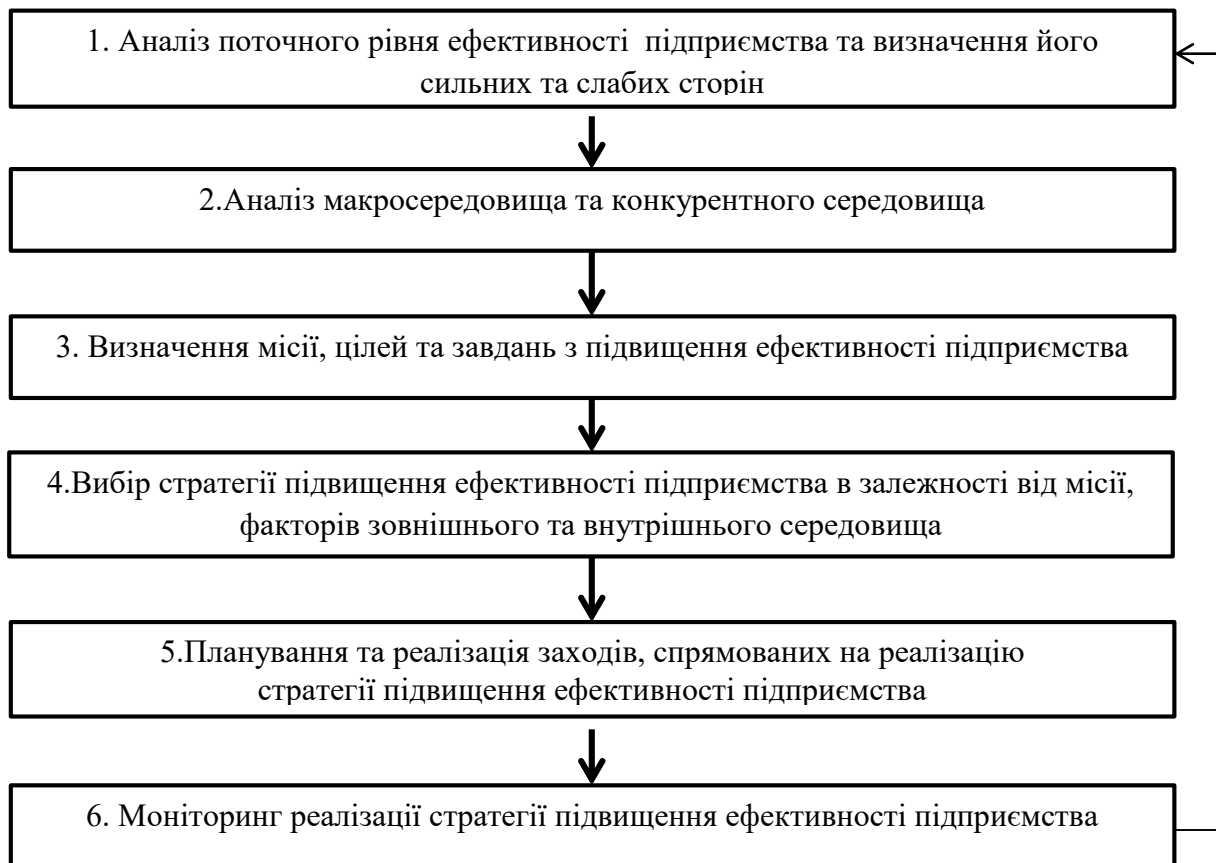 1. Аналіз поточного рівня ефективності підприємства та визначення його
сильних та слабих сторін
2.Аналіз макросередовища та конкурентного середовища
3. Визначення місії, цілей та завдань з підвищення ефективності підприємства
4.Вибір стратегії підвищення ефективності підприємства в залежності від місії,
факторів зовнішнього та внутрішнього середовища
5.Планування та реалізація заходів, спрямованих на реалізацію
стратегії підвищення ефективності підприємства
6. Моніторинг реалізації стратегії підвищення ефективності підприємства